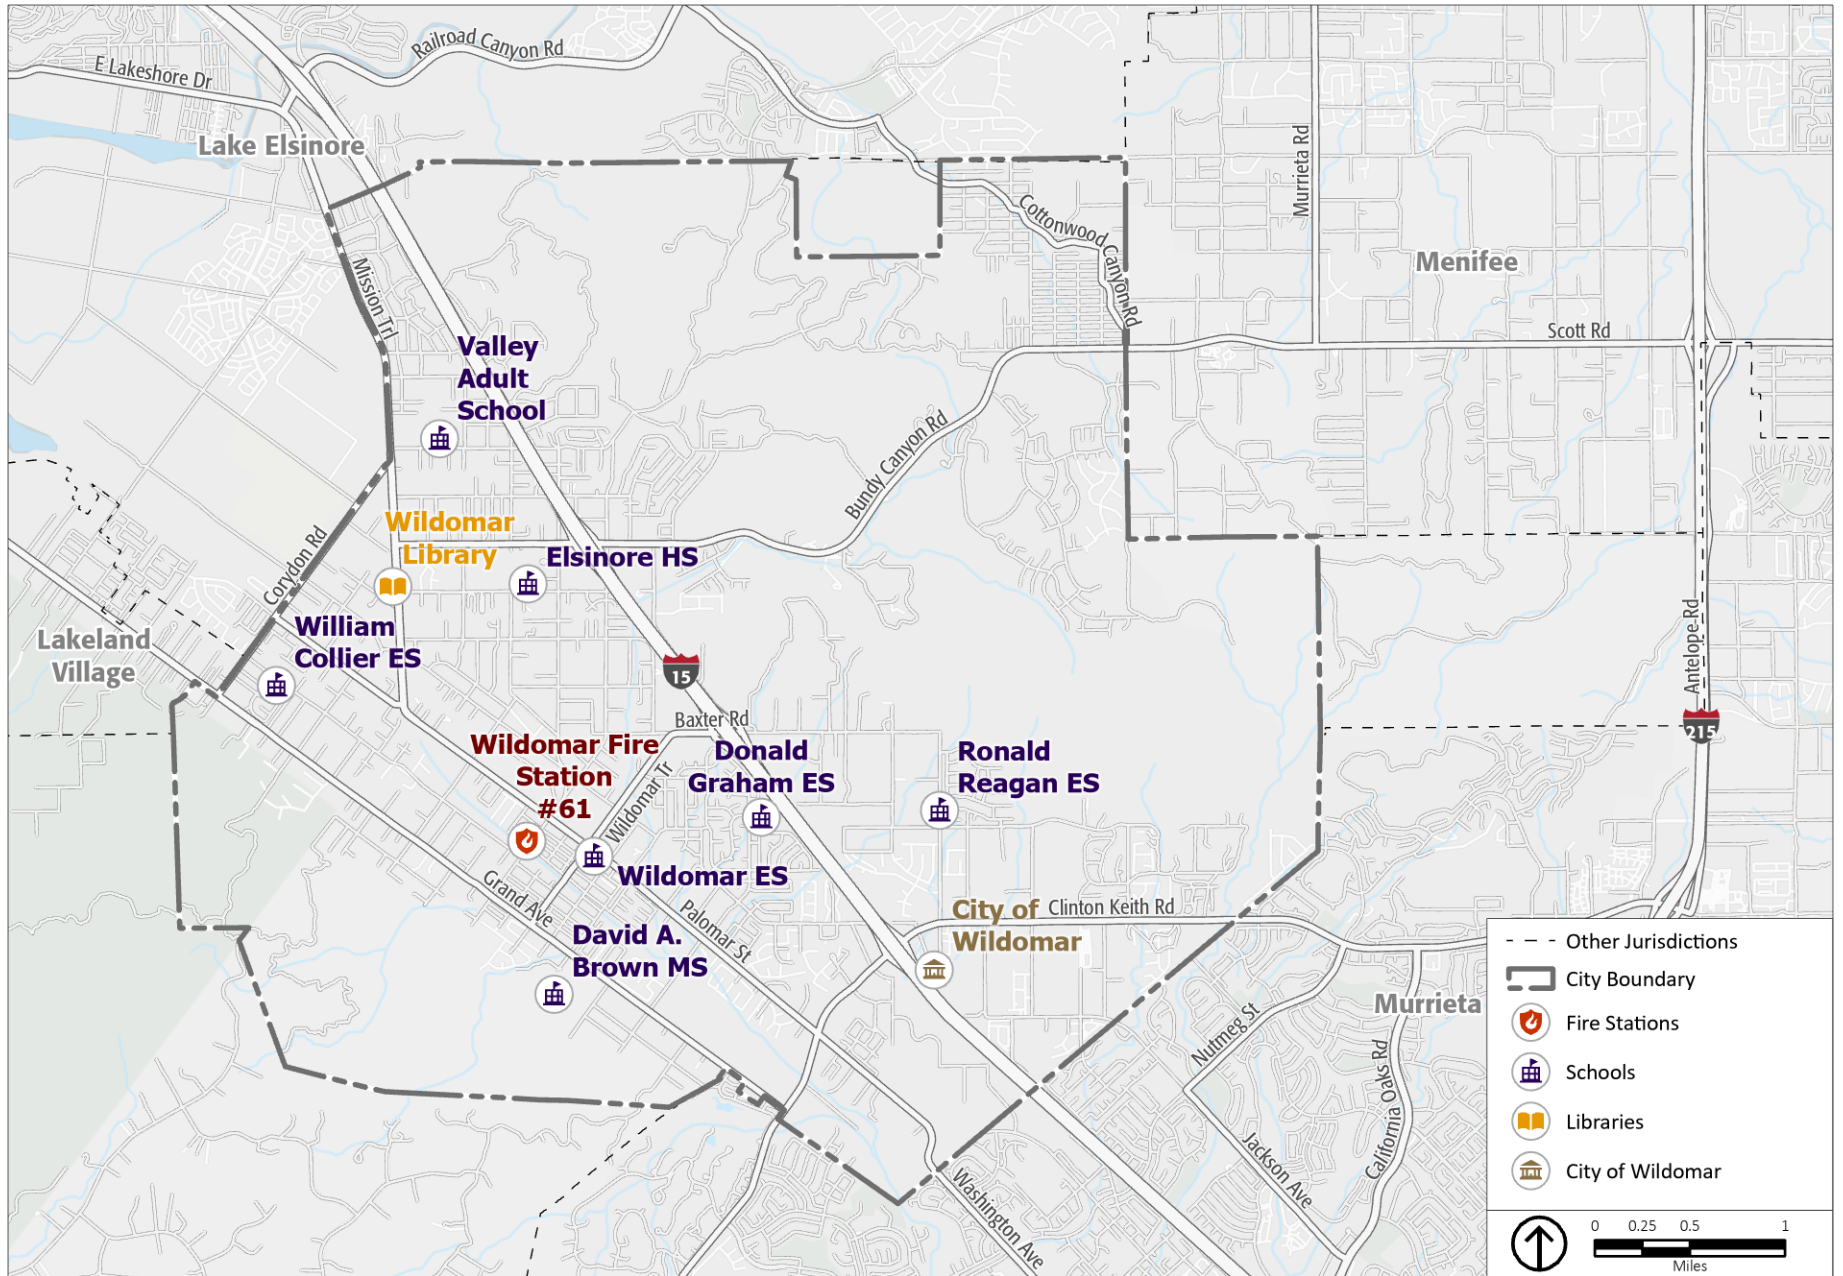 Railroad Canyon Rd
E Lakeshore Dr
Lake Elsinore
Murrieta Rd
Cottonwood Canyon Rd
Menifee
Mission Trl
Scott Rd
Valley
Adult
School
Bundy Canyon Rd
Wildomar
Library
Corydon Rd
Elsinore HS
William
Collier ES
Lakeland
Village
Antelope Rd
15
215
Baxter Rd
Wildomar Fire
Station
#61
Wildomar Tr
Donald
Graham ES
Ronald
Reagan ES
Wildomar ES
Grand Ave
Palomar St
City of
Wildomar
Clinton Keith Rd
David A.
Brown MS
Murrieta
Nutmeg St
California Oaks Rd
Jackson Ave
Washington Ave
Other Jurisdictions
City Boundary
Fire Stations
Schools
Libraries
City of Wildomar
0 0.25 0.5 1
Miles